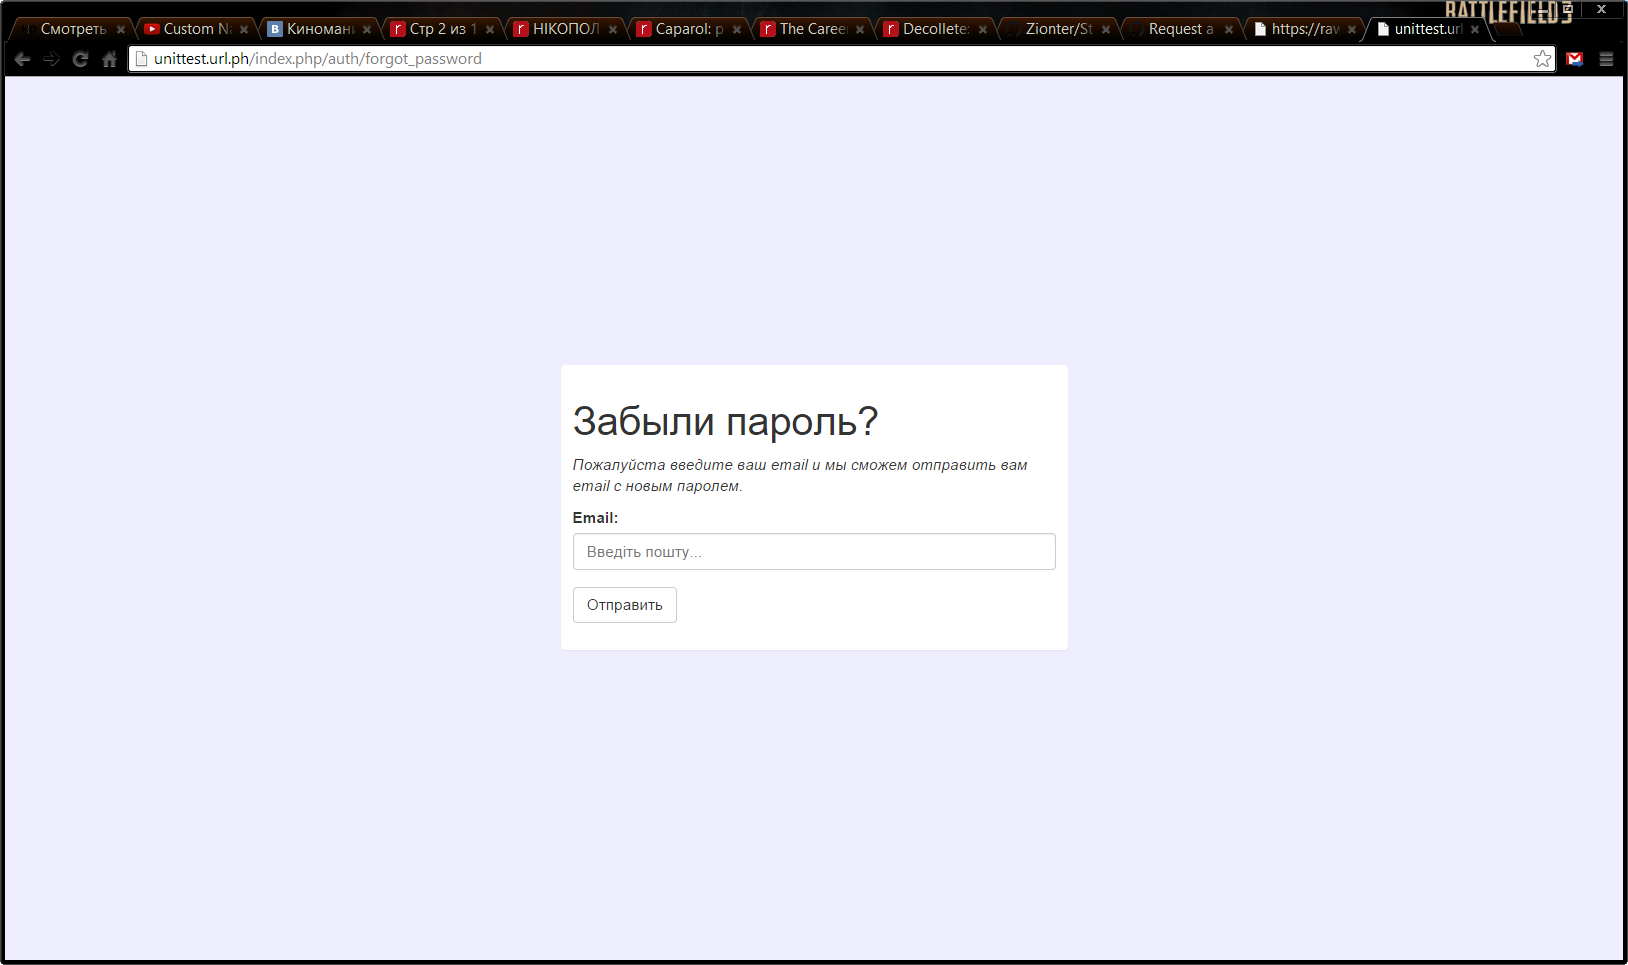 BATTLEFIELD 3
Смотреть
Custom Na
Киномани
Стр 2 из 1
НІКОПОЛ
Caparol: р
The Caree
Decollete:
Zionter/St
Request a
https://raw
unittest.url
unittest.url.ph/index.php/auth/forgot_password
Забыли пароль?
Пожалуйста введите ваш email и мы сможем отправить вам
email с новым паролем.
Email:
Введіть пошту...
Отправить